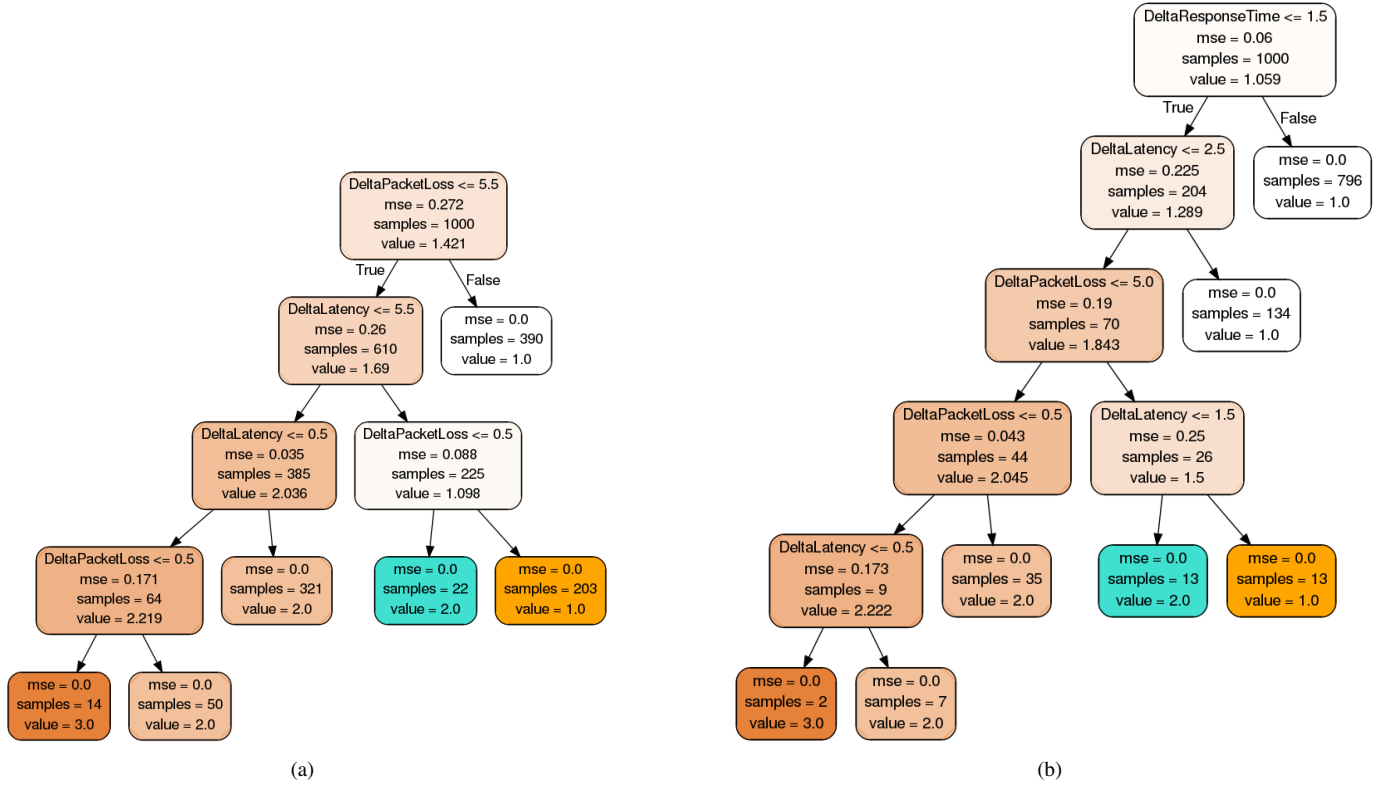 DeltaPacketLoss <= 5.5
mse = 0.272
samples = 1000
value = 1.421
True
False
DeltaLatency <= 5.5
mse = 0.26
samples = 610
value = 1.69
mse = 0.0
samples = 390
value = 1.0
DeltaLatency <= 0.5
mse = 0.035
samples = 385
value = 2.036
DeltaPacketLoss <= 0.5
mse = 0.088
samples = 225
value = 1.098
DeltaPacketLoss <= 0.5
mse = 0.171
samples = 64
value = 2.219
mse = 0.0
samples = 321
value = 2.0
mse = 0.0
samples = 22
value = 2.0
mse = 0.0
samples = 203
value = 1.0
mse = 0.0
samples = 14
value = 3.0
mse = 0.0
samples = 50
value = 2.0
(a)
DeltaResponseTime <= 1.5
mse = 0.06
samples = 1000
value = 1.059
True
False
DeltaLatency <= 2.5
mse = 0.225
samples = 204
value = 1.289
mse = 0.0
samples = 796
value = 1.0
DeltaPacketLoss <= 5.0
mse = 0.19
samples = 70
value = 1.843
mse = 0.0
samples = 134
value = 1.0
DeltaPacketLoss <= 0.5
mse = 0.043
samples = 44
value = 2.045
DeltaLatency <= 1.5
mse = 0.25
samples = 26
value = 1.5
DeltaLatency <= 0.5
mse = 0.173
samples = 9
value = 2.222
mse = 0.0
samples = 35
value = 2.0
mse = 0.0
samples = 13
value = 2.0
mse = 0.0
samples = 13
value = 1.0
mse = 0.0
samples = 2
value = 3.0
mse = 0.0
samples = 7
value = 2.0
(b)